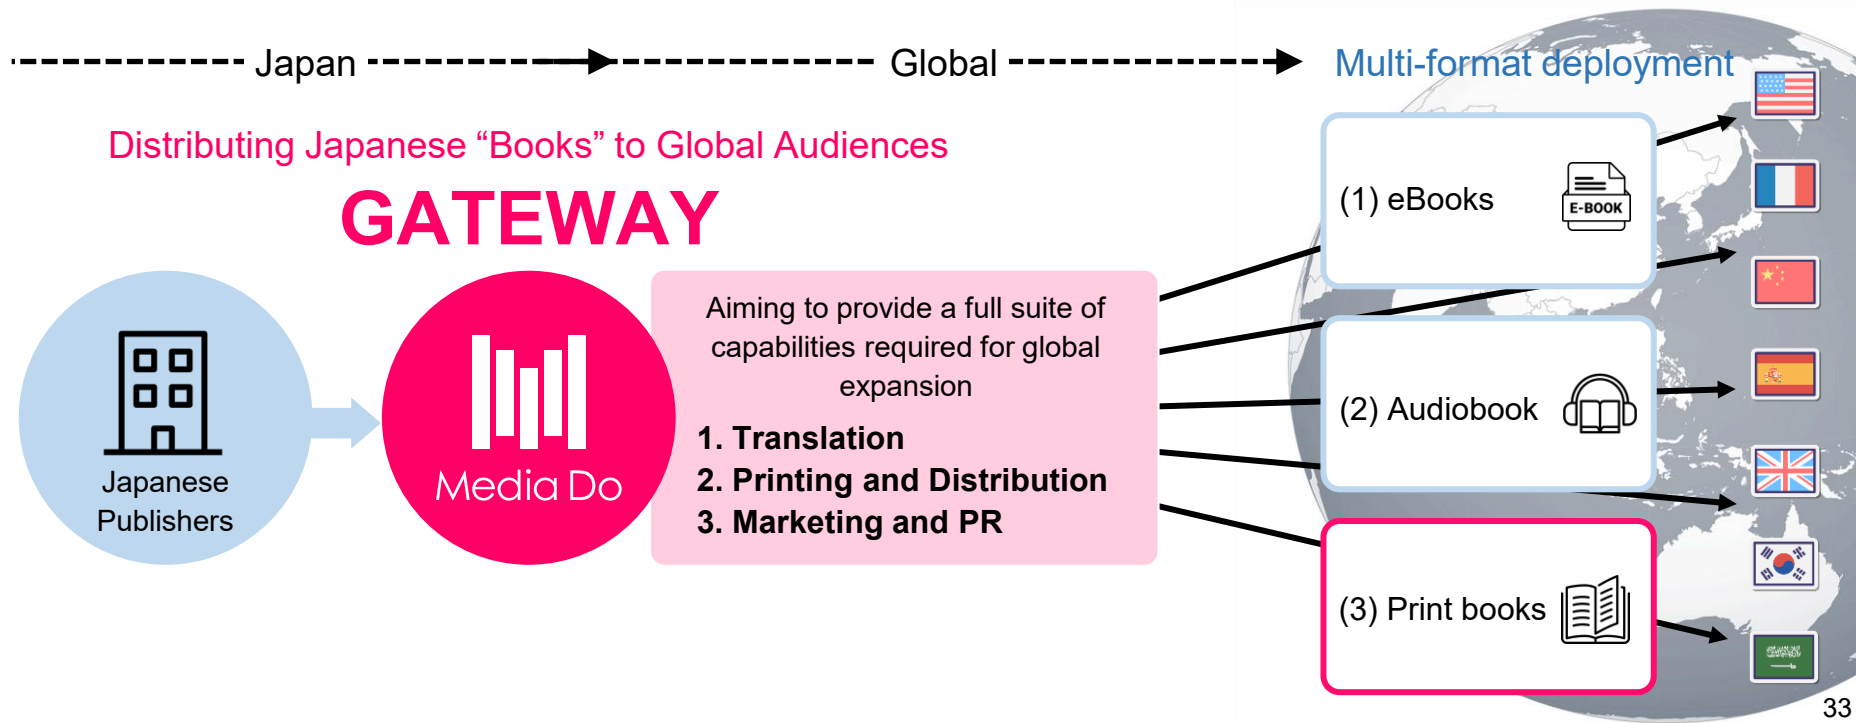 Japan
Global
Multi-format deployment
Distributing Japanese “Books” to Global Audiences
GATEWAY
Japanese
Publishers
Media Do
Aiming to provide a full suite of
capabilities required for global
expansion
1. Translation
2. Printing and Distribution
3. Marketing and PR
(1) eBooks
E-BOOK
(2) Audiobook
(3) Print books
33